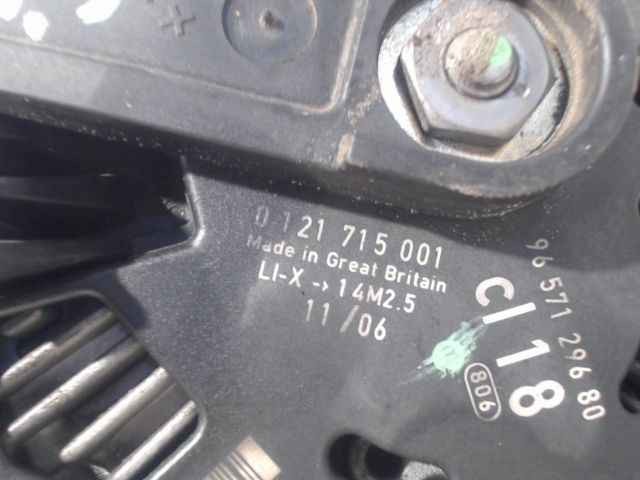 +
0 121 715 001
Made in Great Britain
LI-X → 14M2.5
11/06
96 571 296 80
CL 18
806